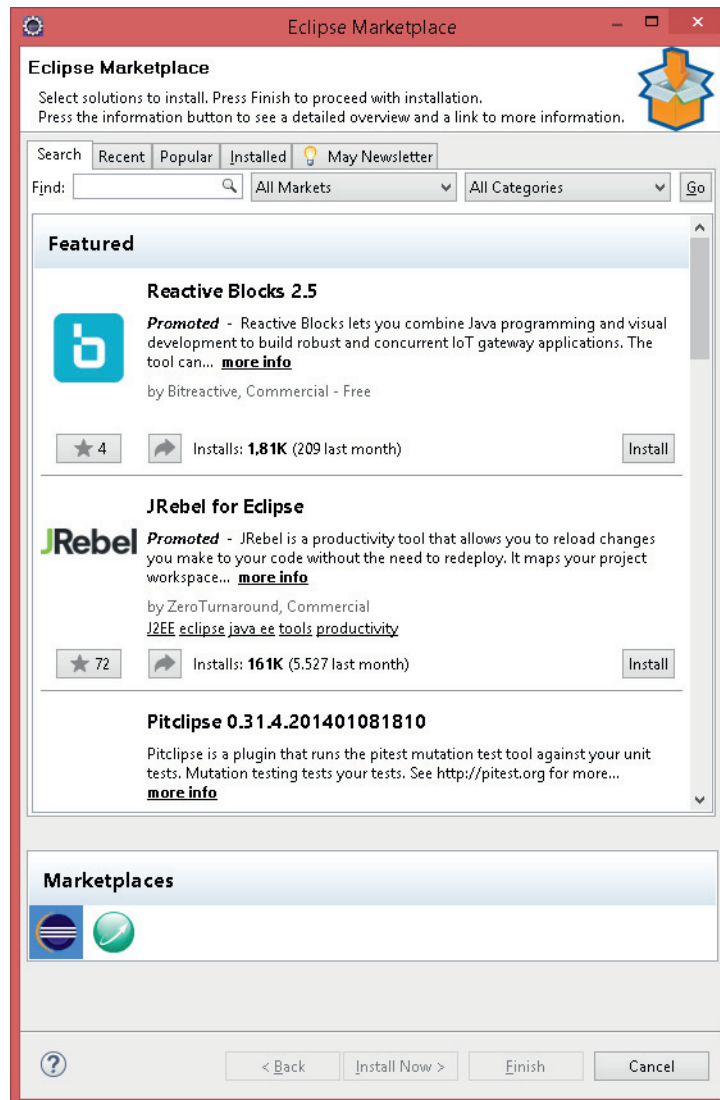 Eclipse Marketplace
Eclipse Marketplace
Select solutions to install. Press Finish to proceed with installation.
Press the information button to see a detailed overview and a link to more information.
Search Recent Popular Installed May Newsletter
Find: All Markets All Categories Go
Featured
Reactive Blocks 2.5
Promoted - Reactive Blocks lets you combine Java programming and visual
development to build robust and concurrent IoT gateway applications. The
tool can... more info
by Bitreactive, Commercial - Free
4 Installs: 1,81K (209 last month) Install
JRebel for Eclipse
JRebel Promoted - JRebel is a productivity tool that allows you to reload changes
you make to your code without the need to redeploy. It maps your project
workspace... more info
by ZeroTurnaround, Commercial
J2EE eclipse java ee tools productivity
72 Installs: 161K (5.527 last month) Install
Pitclipse 0.31.4.201401081810
Pitclipse is a plugin that runs the pitest mutation test tool against your unit
tests. Mutation testing tests your tests. See http://pitest.org for more...
more info
Marketplaces
? < Back Install Now > Finish Cancel